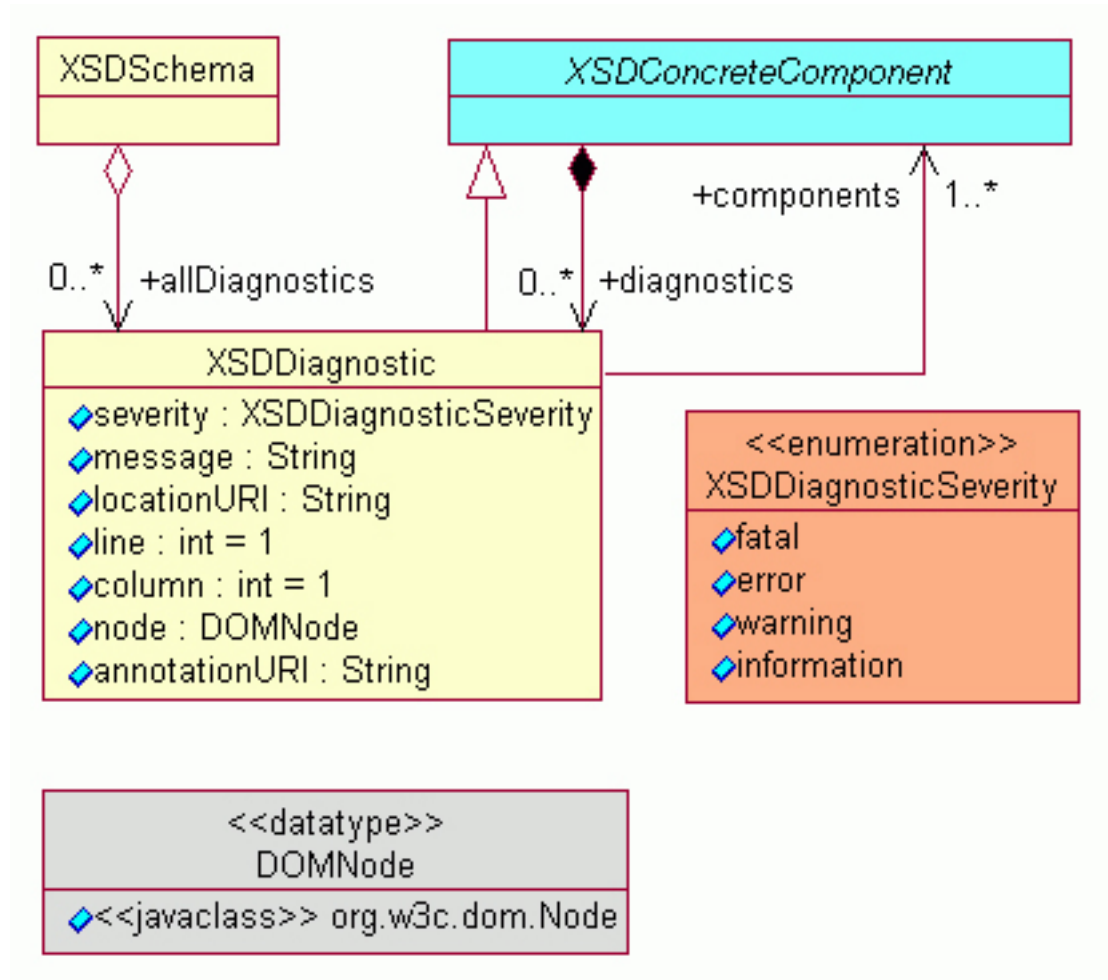 XSDSchema
XSDConcreteComponent
+components 1..*
0..* +allDiagnostics
0..* +diagnostics
XSDDiagnostic
severity : XSDDiagnosticSeverity
message : String
locationURI : String
line : int = 1
column : int = 1
node : DOMNode
annotationURI : String
<<enumeration>>
XSDDiagnosticSeverity
fatal
error
warning
information
<<datatype>>
DOMNode
<<javaclass>> org.w3c.dom.Node